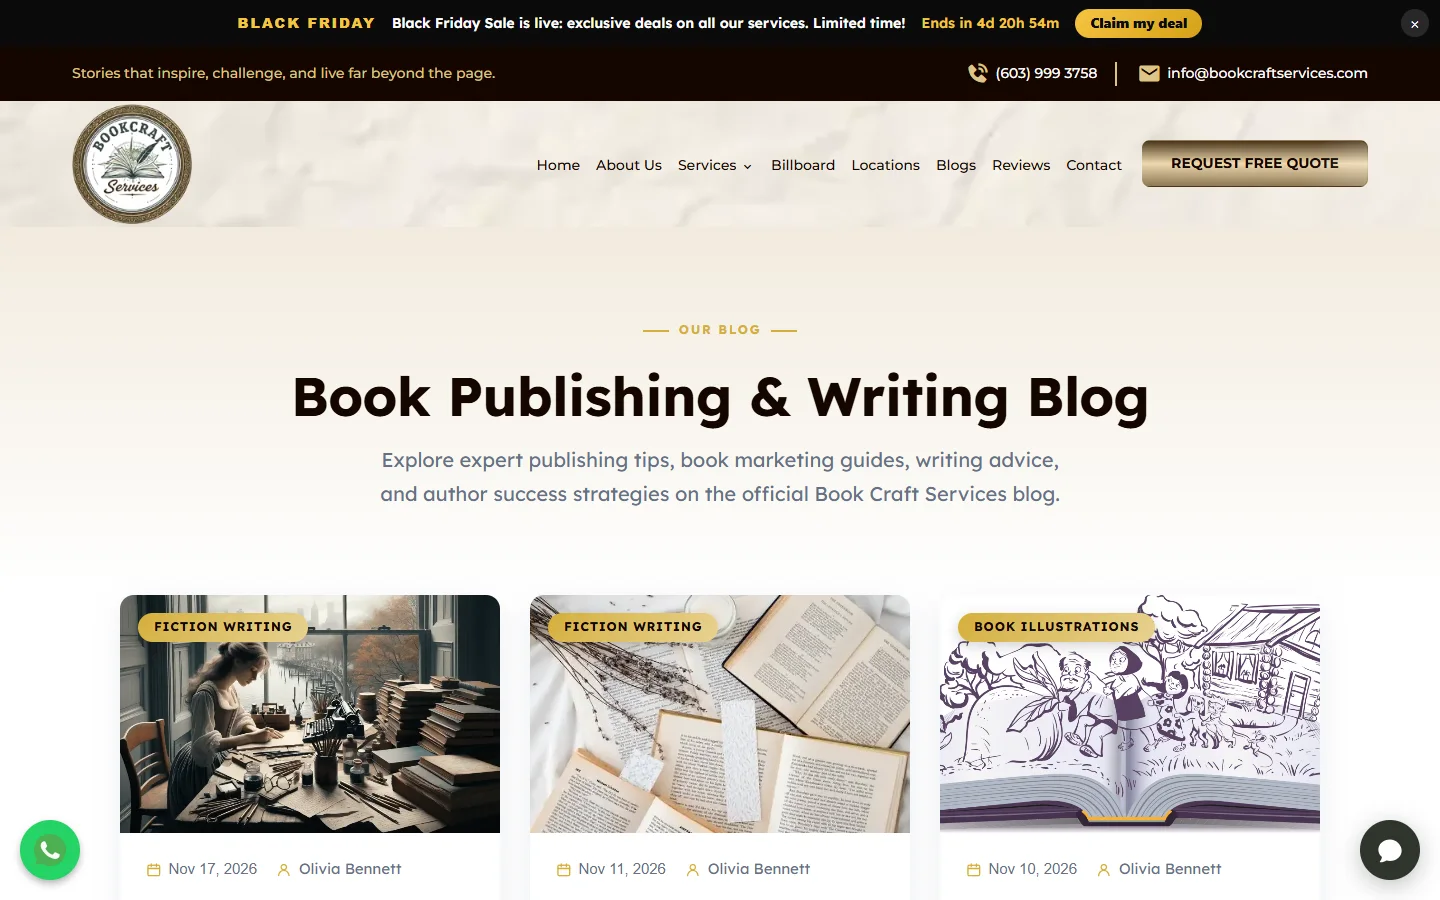 BLACK FRIDAY Black Friday Sale is live: exclusive deals on all our services. Limited time! Ends in 4d 20h 54m Claim my deal ×
Stories that inspire, challenge, and live far beyond the page. (603) 999 3758 info@bookcraftservices.com
BOOKCRAFT
Services
Home About Us Services Billboard Locations Blogs Reviews Contact REQUEST FREE QUOTE
OUR BLOG
Book Publishing & Writing Blog
Explore expert publishing tips, book marketing guides, writing advice,
and author success strategies on the official Book Craft Services blog.
FICTION WRITING FICTION WRITING BOOK ILLUSTRATIONS
Nov 17, 2026 Olivia Bennett Nov 11, 2026 Olivia Bennett Nov 10, 2026 Olivia Bennett